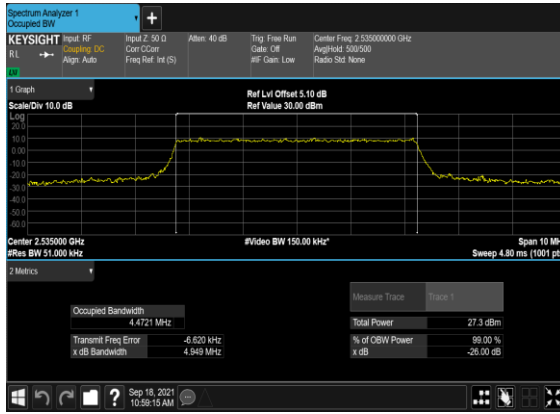 Spectrum Analyzer 1
Occupied BW
+
KEYSIGHT
RL
LXI
Input: RF
Coupling: DC
Align: Auto
Input Z: 50 Ω
Corr CCorr
Freq Ref: Int (S)
Atten: 40 dB
Trig: Free Run
Gate: Off
#IF Gain: Low
Center Freq: 2.535000000 GHz
Avg|Hold: 500/500
Radio Std: None
1 Graph
Scale/Div 10.0 dB
Ref Lvl Offset 5.10 dB
Ref Value 30.00 dBm
Log
20.0
10.0
0.00
-10.0
-20.0
-30.0
-40.0
-50.0
-60.0
Center 2.535000 GHz
#Res BW 51.000 kHz
#Video BW 150.00 kHz*
Span 10 MH
Sweep 4.80 ms (1001 pt
2 Metrics
Measure Trace
Trace 1
Occupied Bandwidth
4.4721 MHz
Total Power
27.3 dBm
Transmit Freq Error
-6.620 kHz
% of OBW Power
99.00 %
x dB Bandwidth
4.949 MHz
x dB
-26.00 dB
?
Sep 18, 2021
10:59:15 AM